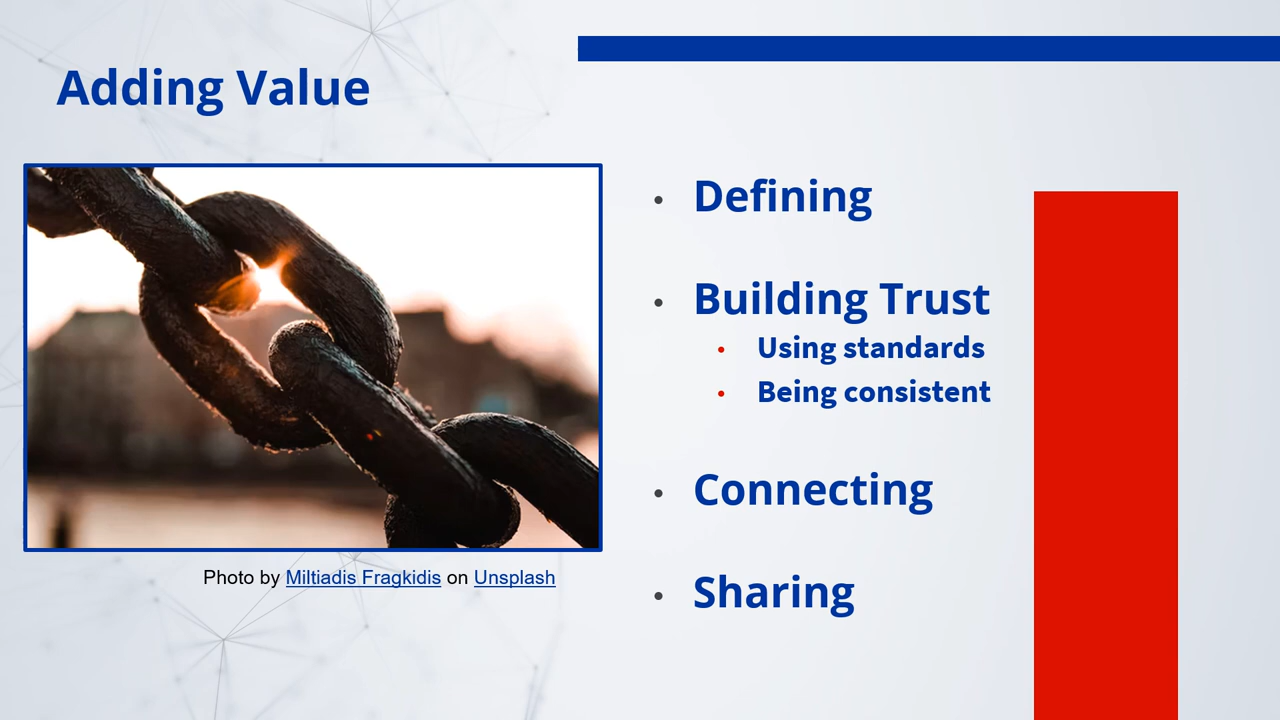 Adding Value
• Defining
• Building Trust
• Using standards
• Being consistent
• Connecting
• Sharing
Photo by Miltiadis Fragkidis on Unsplash